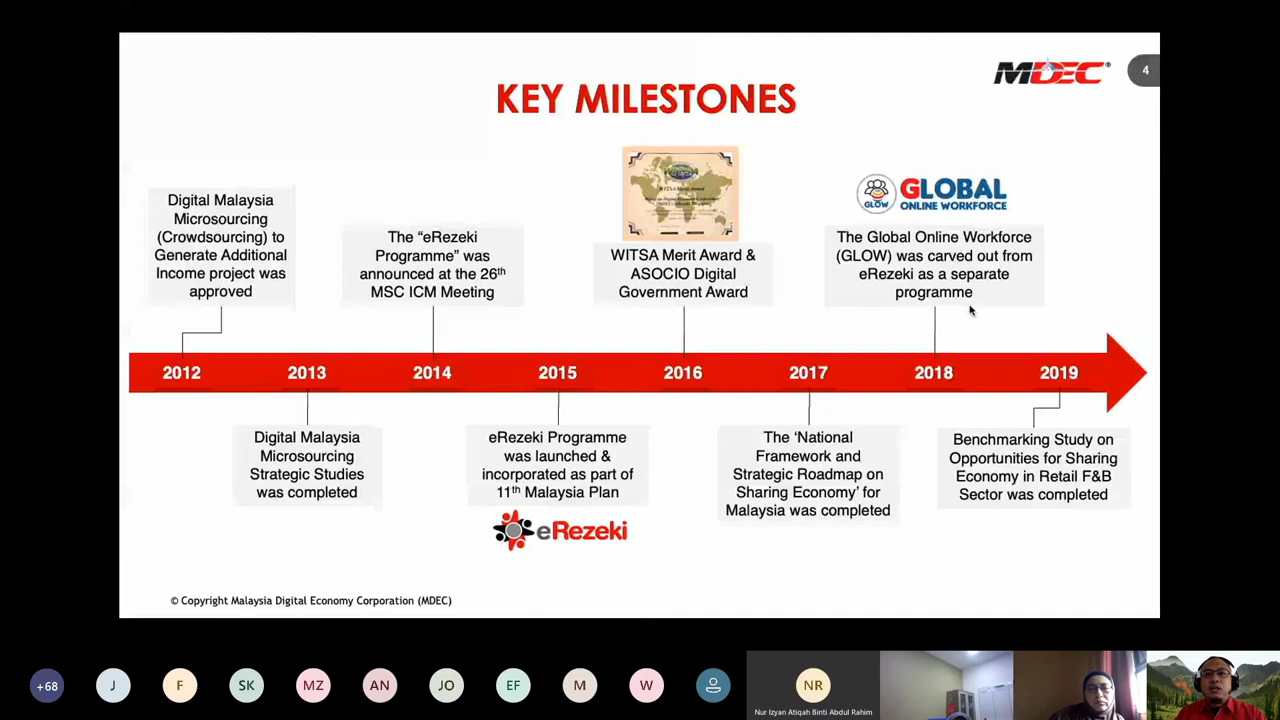 MDEC®
4
KEY MILESTONES
Digital Malaysia
Microsourcing
(Crowdsourcing) to
Generate Additional
Income project was
approved
The “eRezeki
Programme” was
announced at the 26th
MSC ICM Meeting
WITSA
WITSA Merit Award
WITSA Merit Award &
ASOCIO Digital
Government Award
GLOW
GLOBAL
ONLINE WORKFORCE
The Global Online Workforce
(GLOW) was carved out from
eRezeki as a separate
programme
2012
2013
2014
2015
2016
2017
2018
2019
Digital Malaysia
Microsourcing
Strategic Studies
was completed
eRezeki Programme
was launched &
incorporated as part of
11th Malaysia Plan
eRezeki
The ‘National
Framework and
Strategic Roadmap on
Sharing Economy’ for
Malaysia was completed
Benchmarking Study on
Opportunities for Sharing
Economy in Retail F&B
Sector was completed
© Copyright Malaysia Digital Economy Corporation (MDEC)
+68
J
F
SK
MZ
AN
JO
EF
M
W
NR
Nur Izyan Atiqah Binti Abdul Rahim